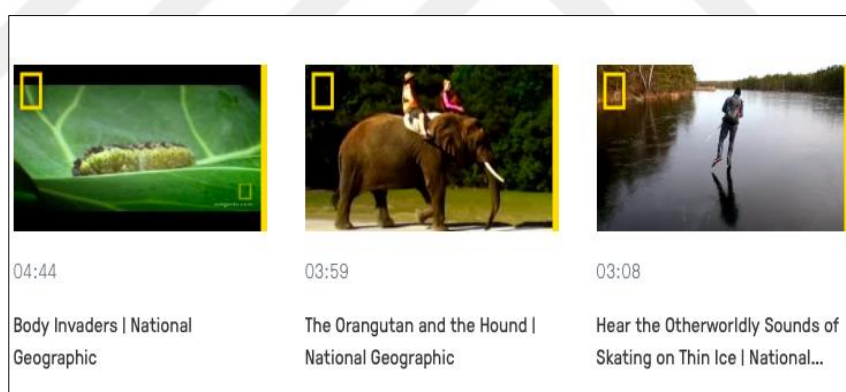 04:44
Body Invaders | National
Geographic
03:59
The Orangutan and the Hound |
National Geographic
03:08
Hear the Otherworldly Sounds of
Skating on Thin Ice | National...